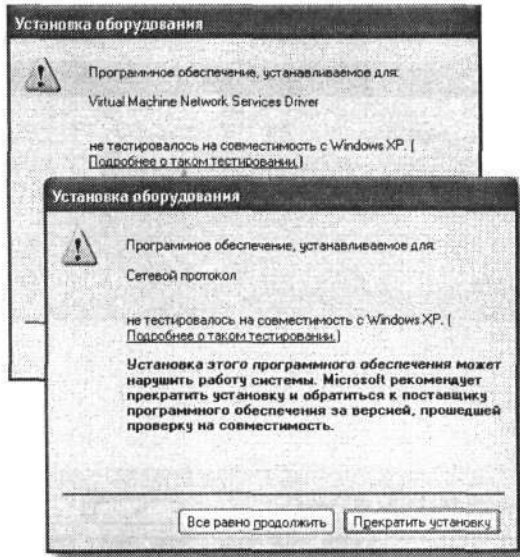 Установка оборудования
Программное обеспечение, устанавливаемое для:
Virtual Machine Network Services Driver
не тестировалось на совместимость с Windows XP. (
Подробнее о таком тестировании.)
Установка оборудования
Программное обеспечение, устанавливаемое для:
Сетевой протокол
не тестировалось на совместимость с Windows XP. (
Подробнее о таком тестировании.)
Установка этого программного обеспечения может
нарушить работу системы. Microsoft рекомендует
прекратить установку и обратиться к поставщику
программного обеспечения за версией, прошедшей
проверку на совместимость.
Все равно продолжить Прекратить установку